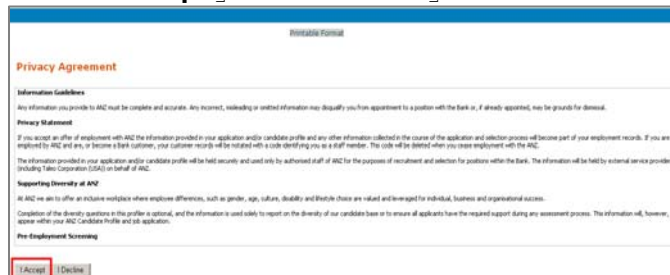 Printable Format
Privacy Agreement
Information Guidelines
Any information you provide to ANZ must be complete and accurate. Any incorrect, misleading or omitted information may disqualify you from appointment to a position with the Bank or, if already appointed, may be grounds for dismissal.
Privacy Statement
If you accept an offer of employment with ANZ the information provided in your application and/or candidate profile and any other information collected in the course of the application and selection process will become part of your employment records. If you are
employed by ANZ and are, or become a Bank customer, your customer records will be notated with a code identifying you as a staff member. This code will be deleted when you cease employment with the ANZ.
The information provided in your application and/or candidate profile will be held securely and used only by authorised staff of ANZ for the purposes of recruitment and selection for positions within the Bank. The information will be held by external service provider
(including Taleo Corporation (USA)) on behalf of ANZ.
Supporting Diversity at ANZ
At ANZ we aim to offer an inclusive workplace where employee differences, such as gender, age, culture, disability and lifestyle choice are valued and leveraged for individual, business and organisational success.
Completion of the diversity questions in this profile is optional, and the information is used solely to report on the diversity of our candidate base or to ensure all applicants have the required support during any assessment process. The information will, however,
appear within your ANZ Candidate Profile and job application.
Pre-Employment Screening
I Accept I Decline